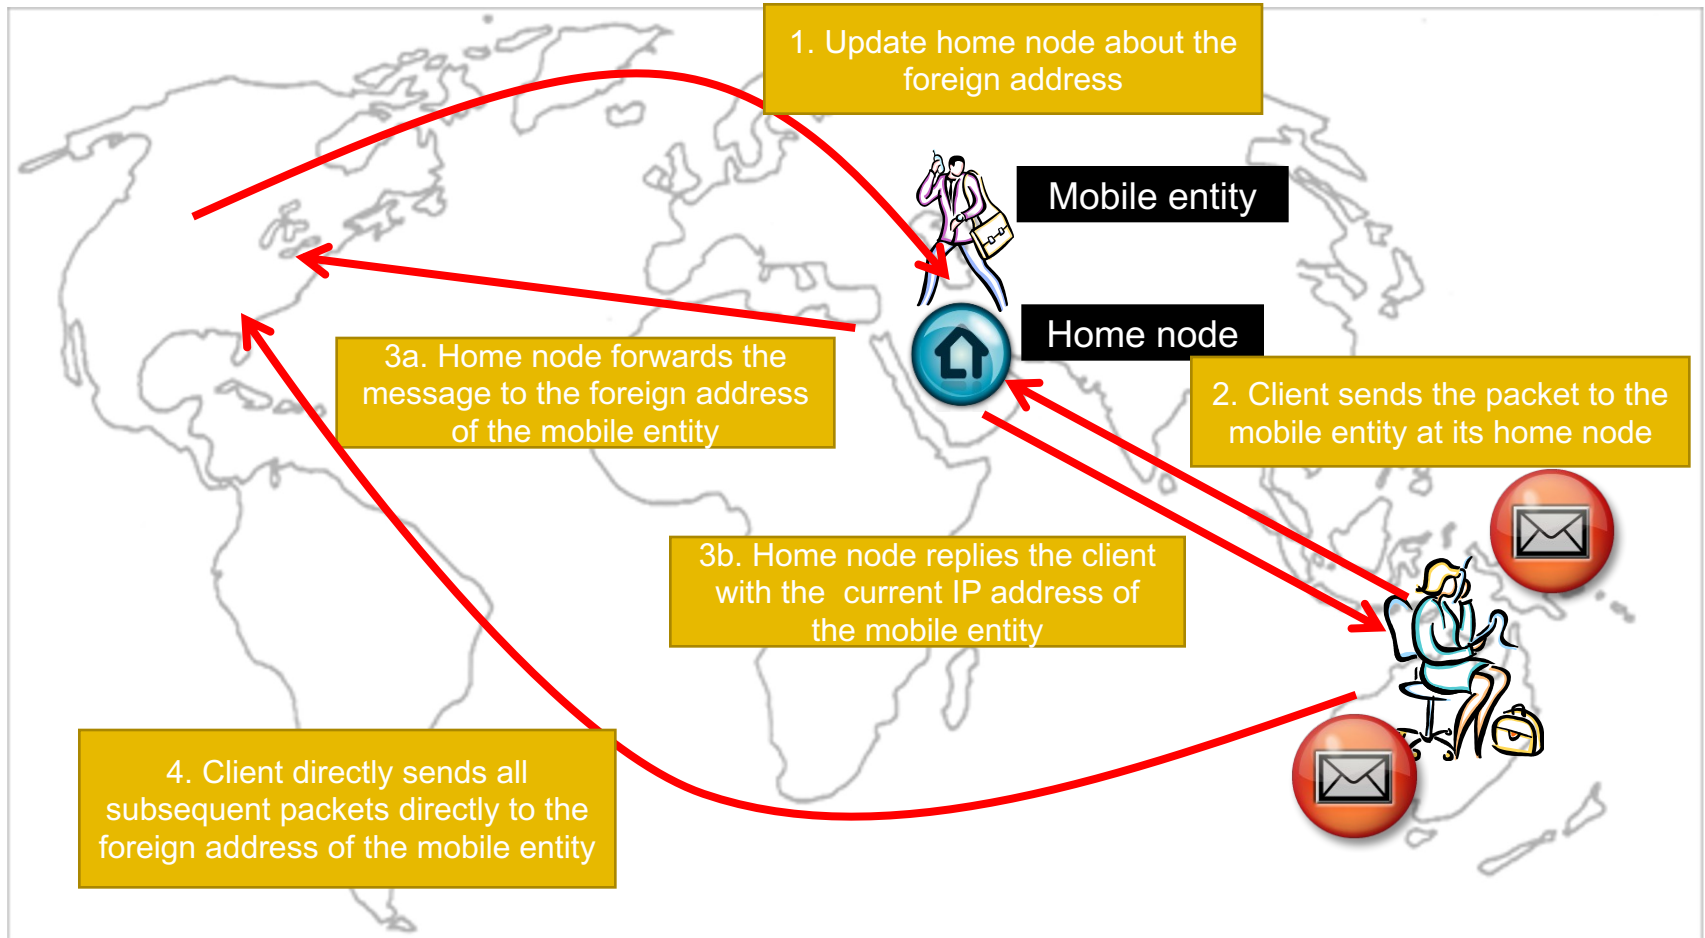 1. Update home node about the
foreign address
Mobile entity
Home node
3a. Home node forwards the
message to the foreign address
of the mobile entity
2. Client sends the packet to the
mobile entity at its home node
3b. Home node replies the client
with the  current IP address of
the mobile entity
4. Client directly sends all
subsequent packets directly to the
foreign address of the mobile entity